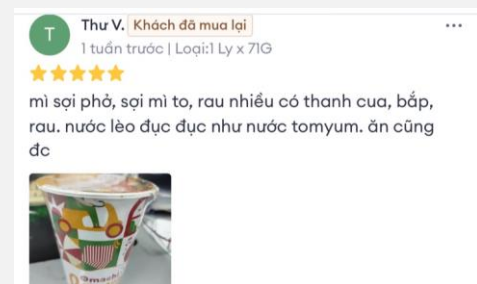 T
Thư V. Khách đã mua lại
1 tuần trước | Loại:1 Ly x 71G
mì sợi phở, sợi mì to, rau nhiều có thanh cua, bắp,
rau. nước lèo đục đục như nước tomyum. ăn cũng
đc
Omachi